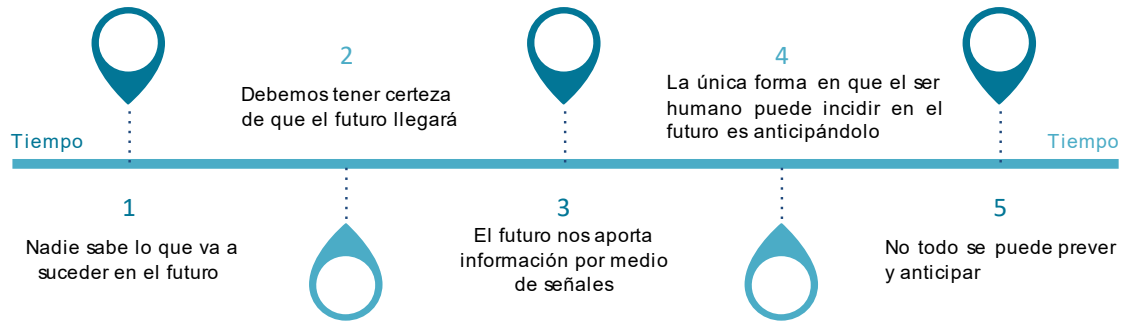 2
Debemos tener certeza
de que el futuro llegará
4
La única forma en que el ser
humano puede incidir en el
futuro es anticipándolo
Tiempo
Tiempo
1
Nadie sabe lo que va a
suceder en el futuro
3
El futuro nos aporta
información por medio
de señales
5
No todo se puede prever
y anticipar